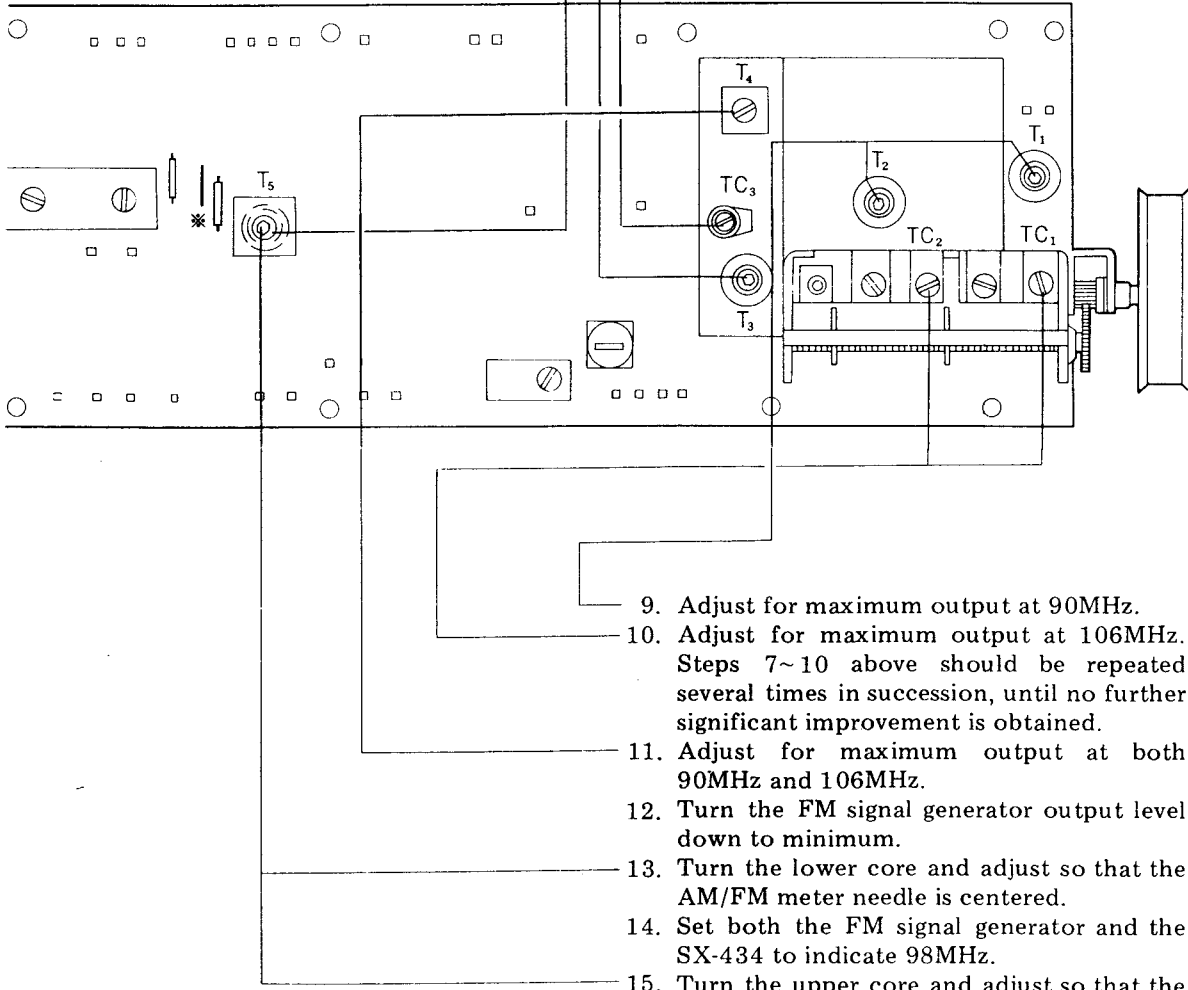 T₄
T₁
T₂
T₅
TC₃
TC₂ TC₁
※
T₃
9. Adjust for maximum output at 90MHz.
10. Adjust for maximum output at 106MHz.
Steps 7~10 above should be repeated
several times in succession, until no further
significant improvement is obtained.
11. Adjust for maximum output at both
90MHz and 106MHz.
12. Turn the FM signal generator output level
down to minimum.
13. Turn the lower core and adjust so that the
AM/FM meter needle is centered.
14. Set both the FM signal generator and the
SX-434 to indicate 98MHz.
15. Turn the upper core and adjust so that the